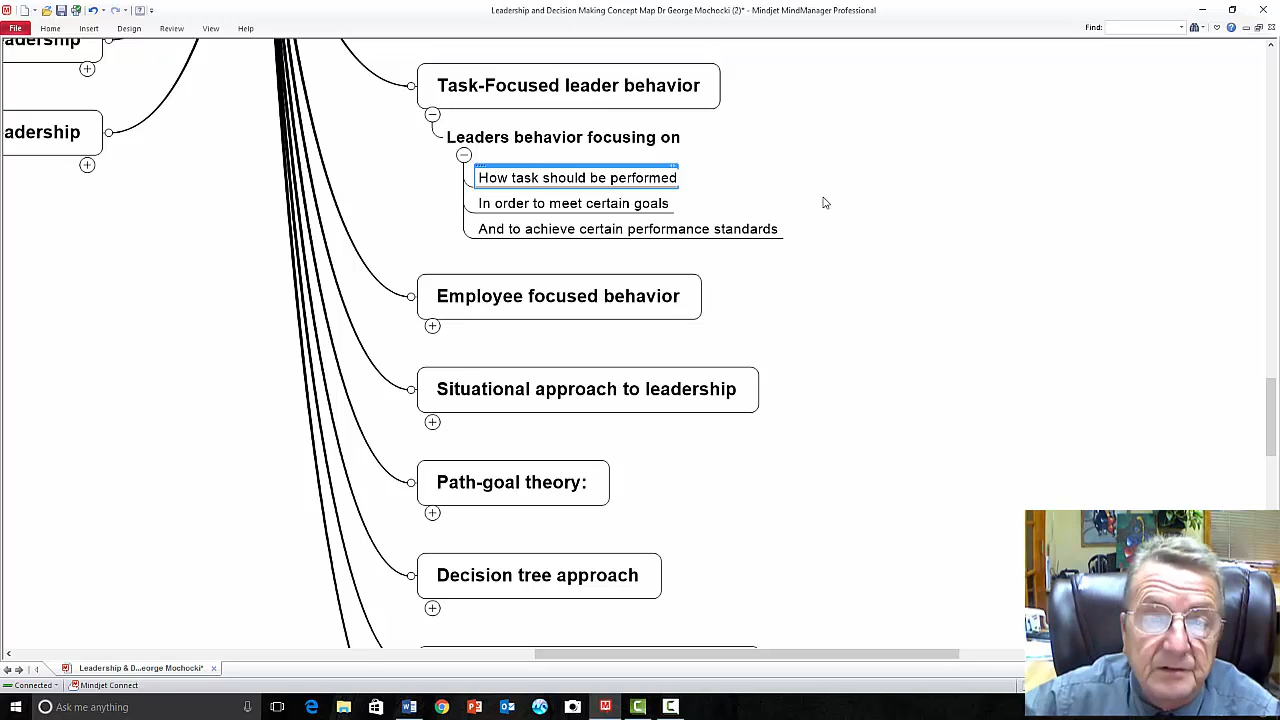 Leadership and Decision Making Concept Map Dr George Mochocki (2)* - Mindjet MindManager Professional
File Home Insert Design Review View Help Find:
adership
Task-Focused leader behavior
adership
Leaders behavior focusing on
How task should be performed
In order to meet certain goals
And to achieve certain performance standards
Employee focused behavior
Situational approach to leadership
Path-goal theory:
Decision tree approach
Leadership & D...eorge Mochocki*
Connected Mindjet Connect
Ask me anything